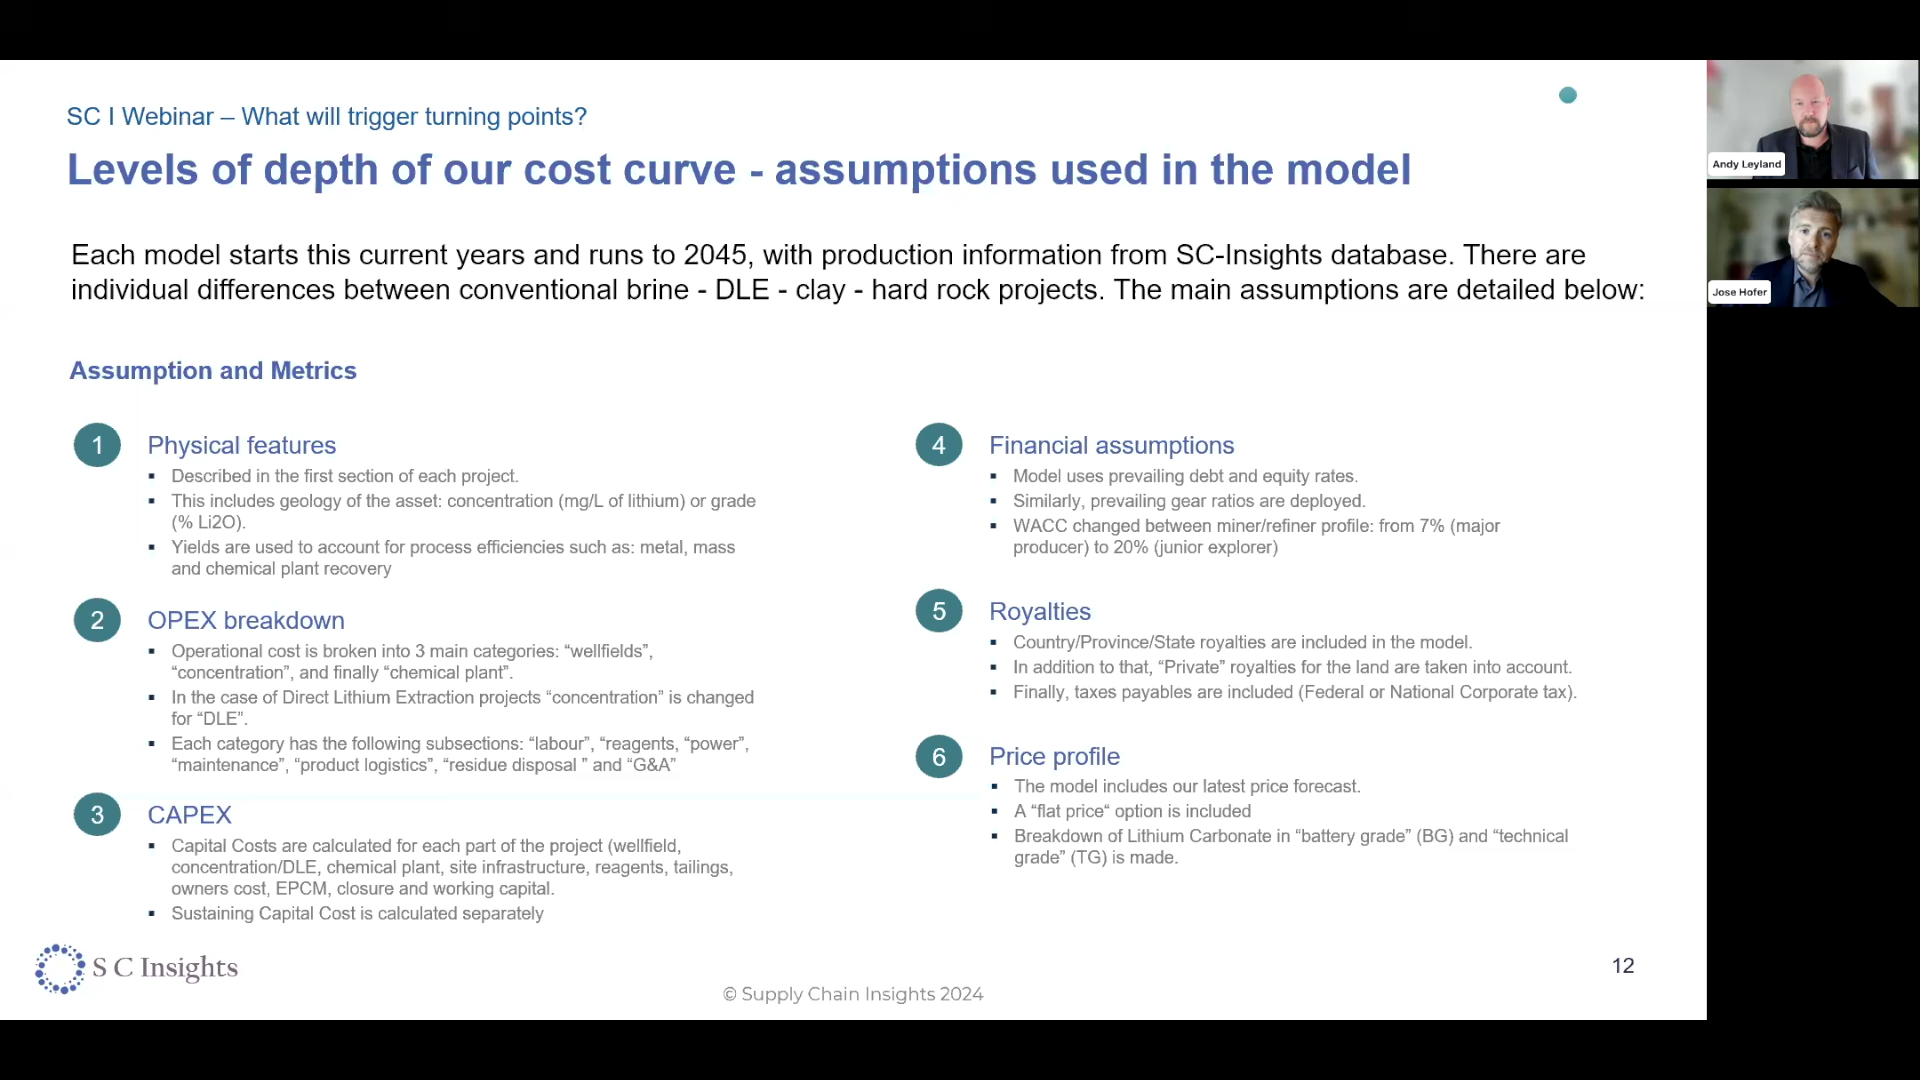 SC I Webinar – What will trigger turning points?
Levels of depth of our cost curve - assumptions used in the model
Each model starts this current years and runs to 2045, with production information from SC-Insights database. There are
individual differences between conventional brine - DLE - clay - hard rock projects. The main assumptions are detailed below:
Assumption and Metrics
1
Physical features
▪ Described in the first section of each project.
▪ This includes geology of the asset: concentration (mg/L of lithium) or grade
(% Li2O).
▪ Yields are used to account for process efficiencies such as: metal, mass
and chemical plant recovery
2
OPEX breakdown
▪ Operational cost is broken into 3 main categories: “wellfields”,
“concentration”, and finally “chemical plant”.
▪ In the case of Direct Lithium Extraction projects “concentration” is changed
for “DLE”.
▪ Each category has the following subsections: “labour”, “reagents, “power”,
“maintenance”, “product logistics”, “residue disposal ” and “G&A”
3
CAPEX
▪ Capital Costs are calculated for each part of the project (wellfield,
concentration/DLE, chemical plant, site infrastructure, reagents, tailings,
owners cost, EPCM, closure and working capital.
▪ Sustaining Capital Cost is calculated separately
4
Financial assumptions
▪ Model uses prevailing debt and equity rates.
▪ Similarly, prevailing gear ratios are deployed.
▪ WACC changed between miner/refiner profile: from 7% (major
producer) to 20% (junior explorer)
5
Royalties
▪ Country/Province/State royalties are included in the model.
▪ In addition to that, “Private” royalties for the land are taken into account.
▪ Finally, taxes payables are included (Federal or National Corporate tax).
6
Price profile
▪ The model includes our latest price forecast.
▪ A “flat price“ option is included
▪ Breakdown of Lithium Carbonate in “battery grade” (BG) and “technical
grade” (TG) is made.
S C Insights
© Supply Chain Insights 2024
12
Andy Leyland
Jose Hofer